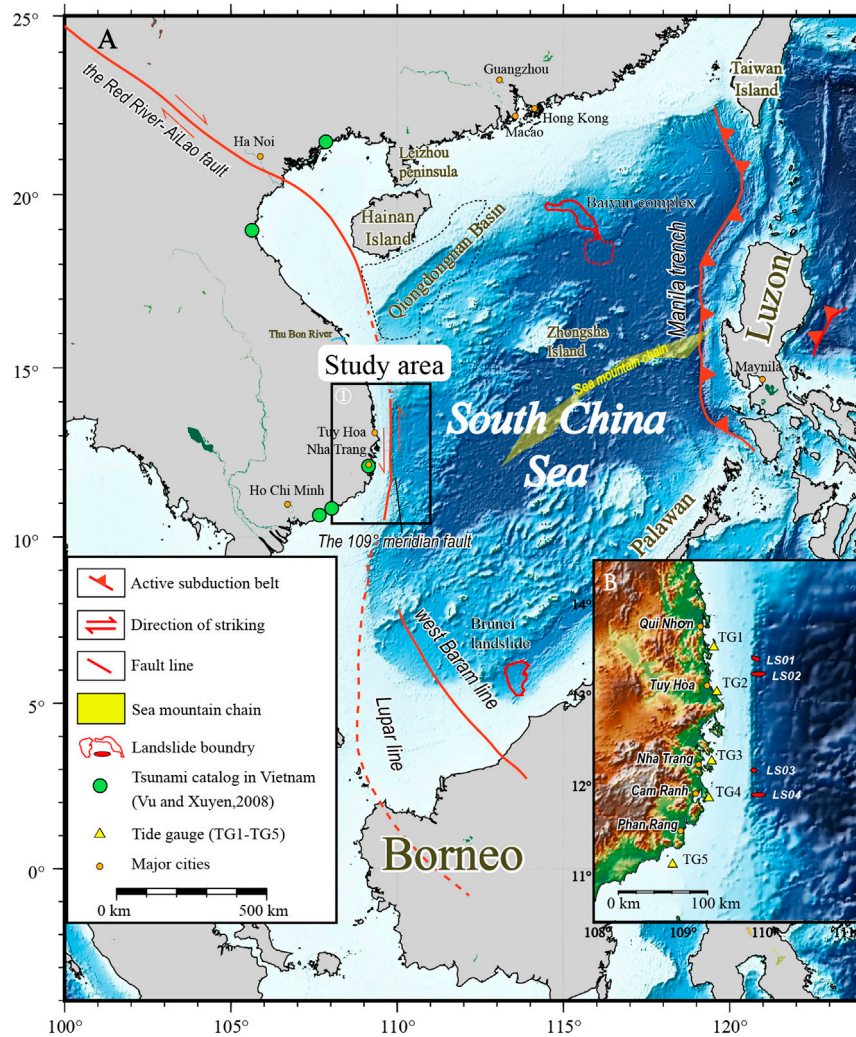 A
25°
20°
15°
10°
5°
0°
100°
105°
110°
115°
120°
the Red River- AiLao fault
Ha Noi
Guangzhou
Hong Kong
Macao
Leizhou
peninsula
Hainan
Island
Taiwan
Island
Baiyun complex
Qiongdongnan Basin
Manila trench
Luzon
Thu Bon River
Zhongsha
Island
Sea mountain chain
Maynila
Study area
①
Tuy Hoa
Nha Trang
South China
Sea
Ho Chi Minh
The 109° meridian fault
Palawan
Brunei
landslide
west Baram line
Lupar line
Borneo
Active subduction belt
Direction of striking
Fault line
Sea mountain chain
Landslide boundry
Tsunami catalog in Vietnam
(Vu and Xuyen,2008)
Tide gauge (TG1-TG5)
Major cities
0 km
500 km
B
14°
13°
12°
11°
Qui Nhơn
TG1
LS01
LS02
Tuy Hòa
TG2
Nha Trang
TG3
LS03
Cam Ranh
TG4
LS04
Phan Rang
TG5
0 km
100 km
108°
109°
110°